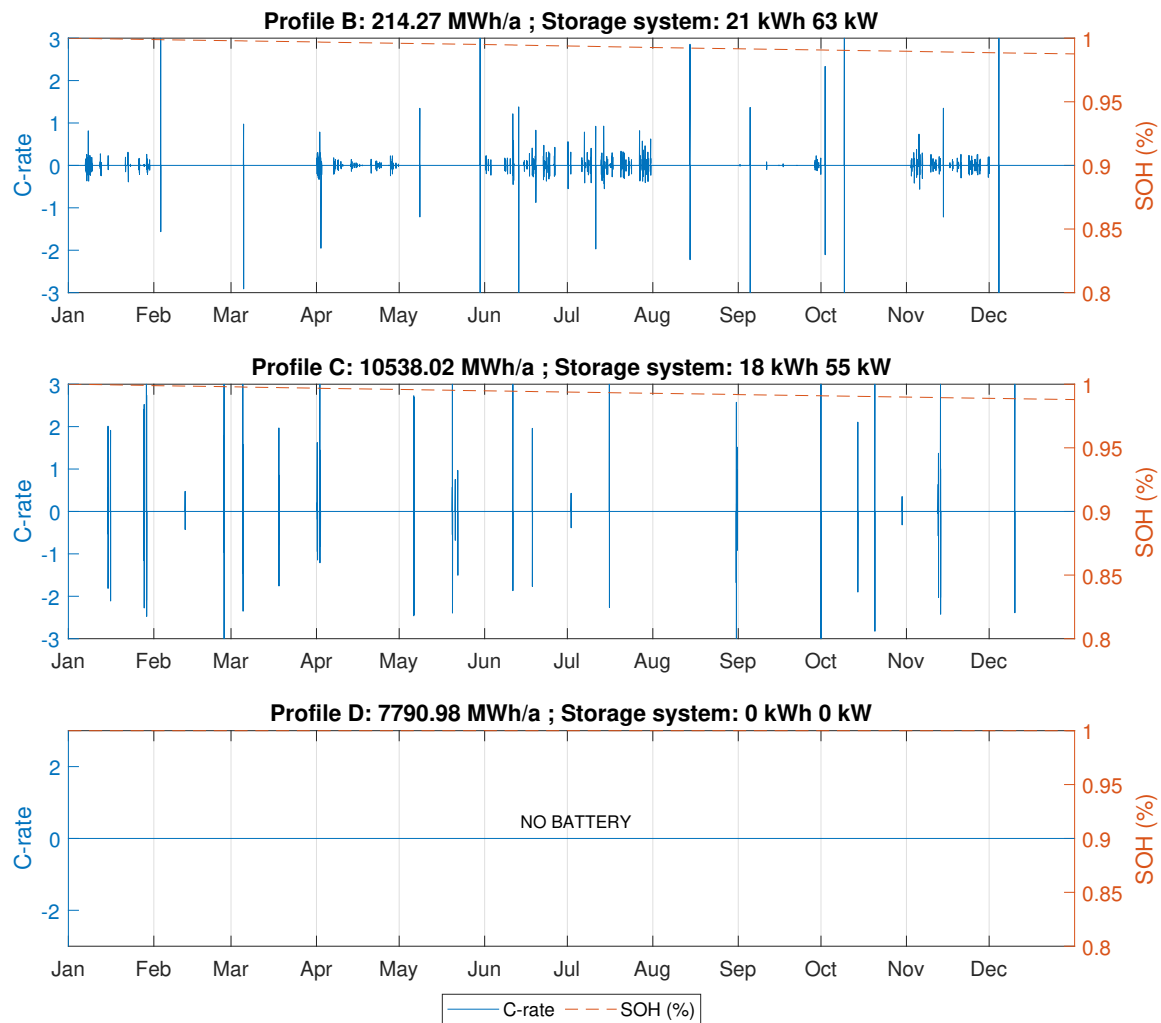 Profile B: 214.27 MWh/a ; Storage system: 21 kWh 63 kW
3
2
1
0
-1
-2
-3
C-rate
1
0.95
0.9
0.85
0.8
SOH (%)
Jan Feb Mar Apr May Jun Jul Aug Sep Oct Nov Dec
Profile C: 10538.02 MWh/a ; Storage system: 18 kWh 55 kW
3
2
1
0
-1
-2
-3
C-rate
1
0.95
0.9
0.85
0.8
SOH (%)
Jan Feb Mar Apr May Jun Jul Aug Sep Oct Nov Dec
Profile D: 7790.98 MWh/a ; Storage system: 0 kWh 0 kW
2
0
-2
C-rate
NO BATTERY
1
0.95
0.9
0.85
0.8
SOH (%)
Jan Feb Mar Apr May Jun Jul Aug Sep Oct Nov Dec
C-rate SOH (%)